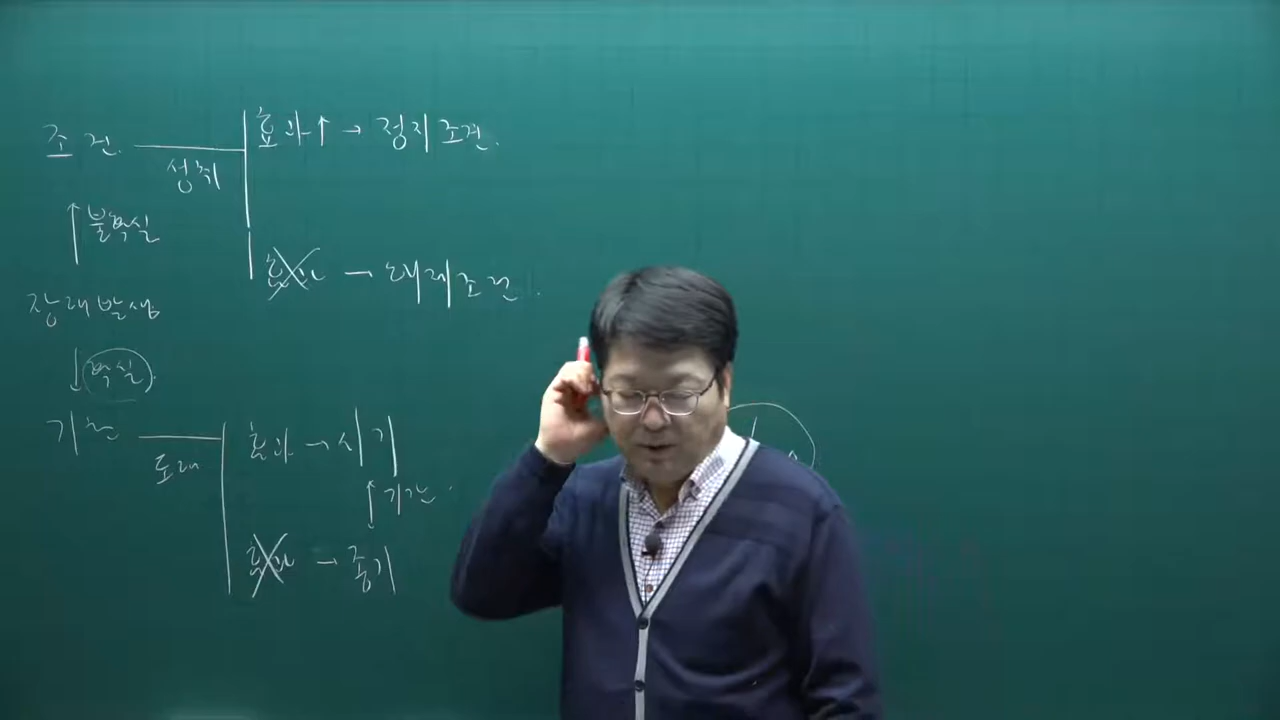 조건 성취 효과↑ → 정지조건.
↑ 불확실
효과 → 해제조건.
장래발생
↓ 확실.
기한 도래 효과 → 시기
↕ 기간.
효과 → 종기